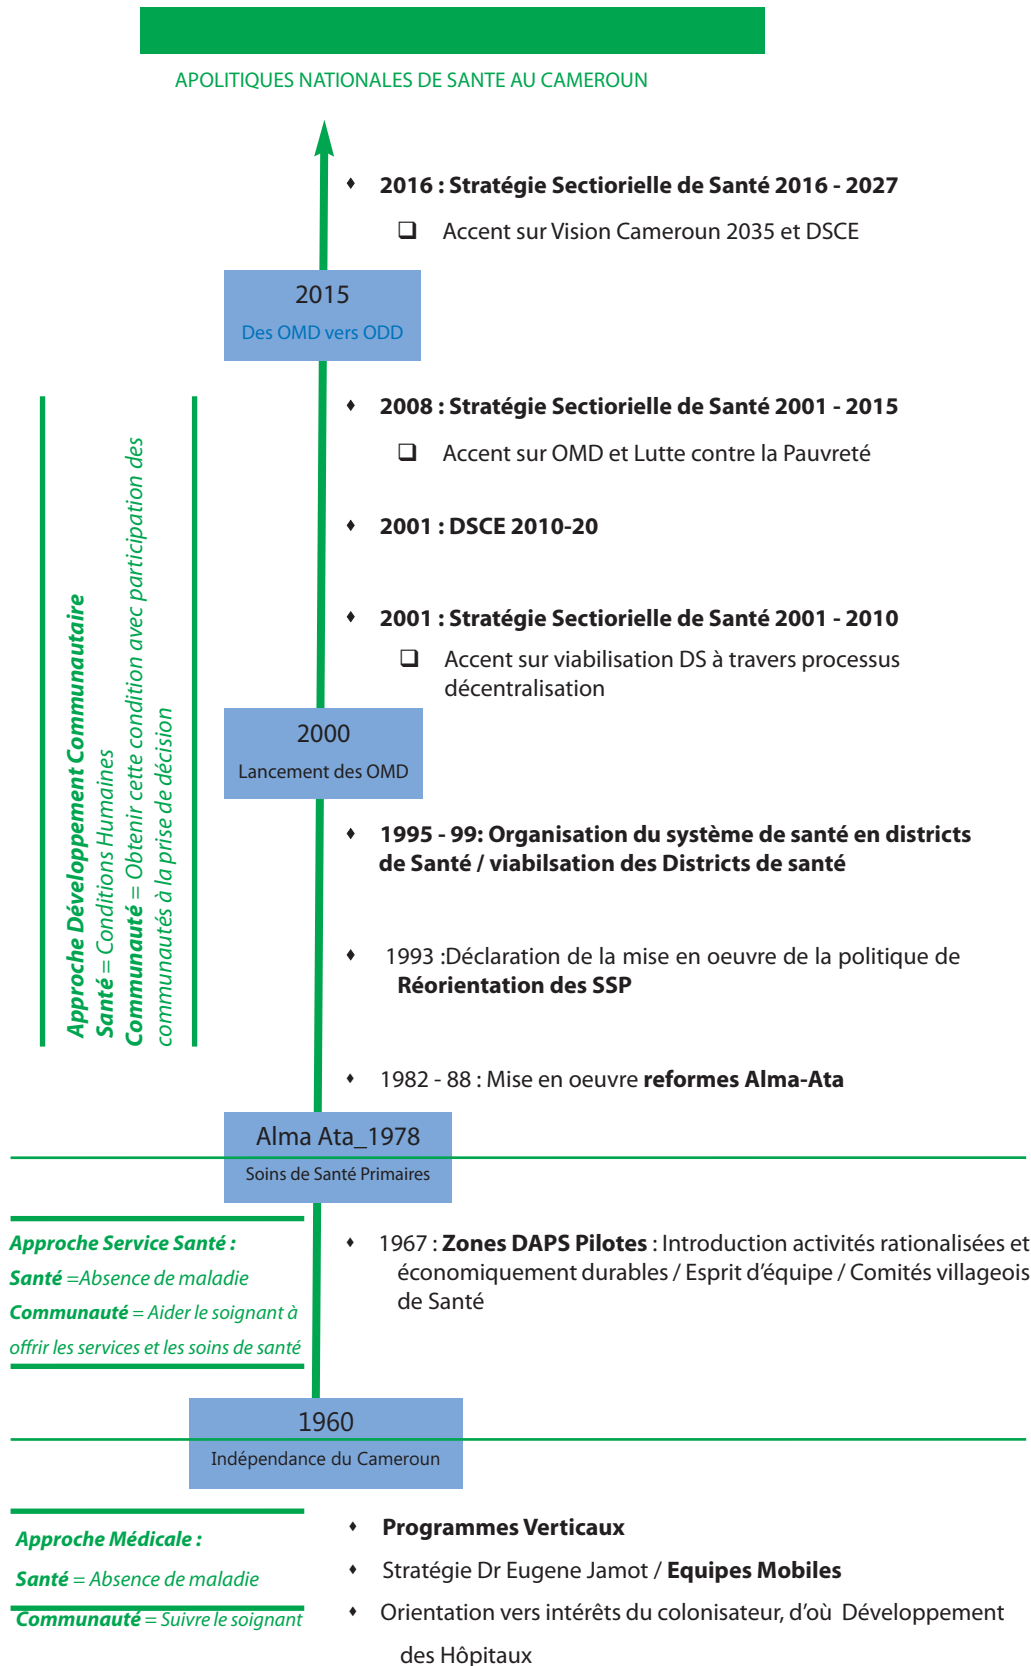 APOLITIQUES NATIONALES DE SANTE AU CAMEROUN
2016 : Stratégie Sectiorielle de Santé 2016 - 2027
Accent sur Vision Cameroun 2035 et DSCE
2015
Des OMD vers ODD
2008 : Stratégie Sectiorielle de Santé 2001 - 2015
Accent sur OMD et Lutte contre la Pauvreté
2001 : DSCE 2010-20
2001 : Stratégie Sectiorielle de Santé 2001 - 2010
Accent sur viabilisation DS à travers processus
décentralisation
Approche Développement Communautaire
Santé = Conditions Humaines
Communauté = Obtenir cette condition avec participation des
communautés à la prise de décision
2000
Lancement des OMD
1995 - 99: Organisation du système de santé en districts
de Santé / viabilsation des Districts de santé
1993 :Déclaration de la mise en oeuvre de la politique de
Réorientation des SSP
1982 - 88 : Mise en oeuvre reformes Alma-Ata
Alma Ata_1978
Soins de Santé Primaires
Approche Service Santé :
Santé =Absence de maladie
Communauté = Aider le soignant à
offrir les services et les soins de santé
1967 : Zones DAPS Pilotes : Introduction activités rationalisées et
économiquement durables / Esprit d'équipe / Comités villageois
de Santé
1960
Indépendance du Cameroun
Approche Médicale :
Santé = Absence de maladie
Communauté = Suivre le soignant
Programmes Verticaux
Stratégie Dr Eugene Jamot / Equipes Mobiles
Orientation vers intérêts du colonisateur, d'où Développement
des Hôpitaux